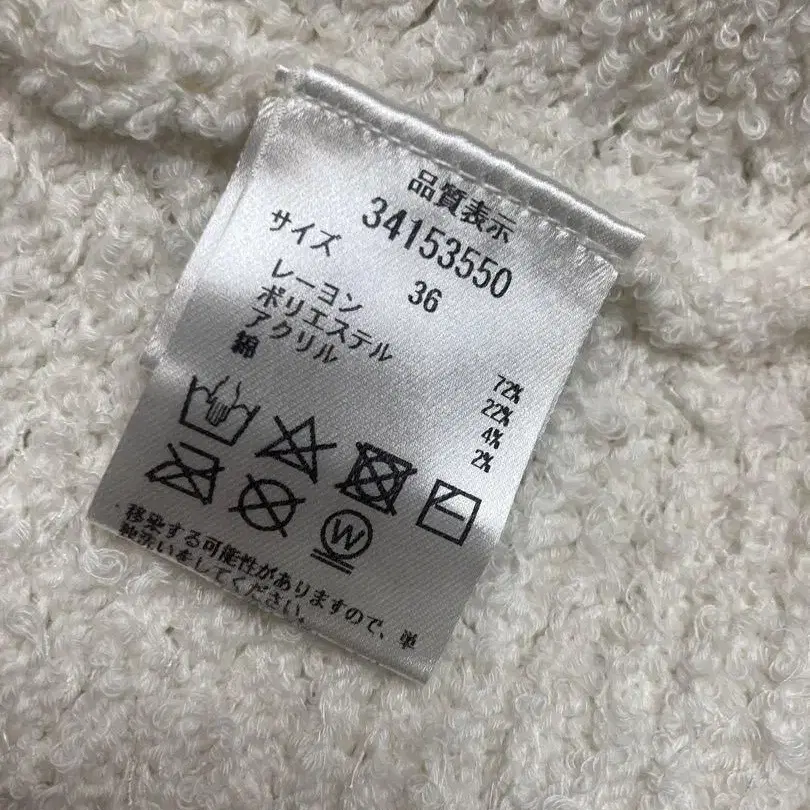 品質表示
34153550
サイズ 36
レーヨン 72%
ポリエステル 22%
アクリル 4%
綿 2%
W
・移染する可能性がありますので、単
独洗いをしてください。